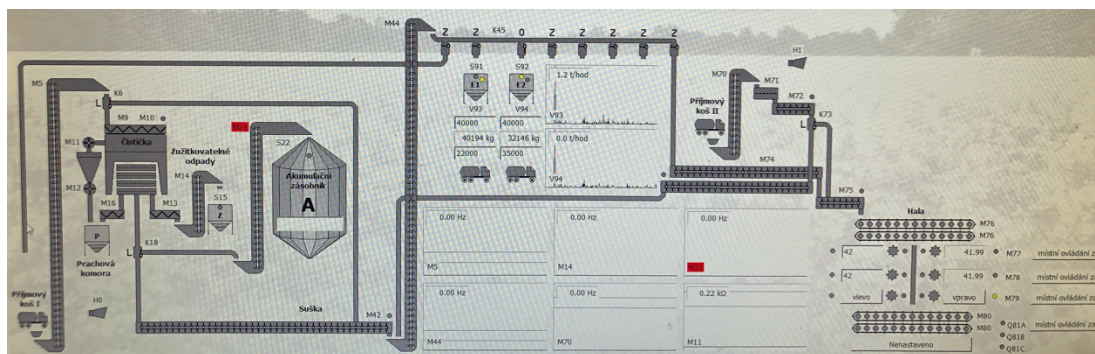 M44
Z Z K45 O Z Z Z Z Z
H1
M5
K6
L
M9 M10
M11
Čistička
M12
M16 M13
Zužitkovatelné
odpady
M14
S15
Z
P
Prachová
komora
K18
L
H0
Příjmový
koš I
S22
Akumulační
zásobník
A
Suška
M42
S91 S92
E1 E2
V93 V94
40000 40000
40194 kg 32146 kg
22000 35000
1.2 t/hod
V93
0.0 t/hod
V94
M70
M71
M72
Příjmový
koš II
L
K73
M74
M75
0.00 Hz 0.00 Hz 0.00 Hz
M5 M14
0.00 Hz 0.00 Hz 0.22 kΩ
M44 M70 M11
Hala
M76
M76
42 41.99 M77 místní ovládání za
42 41.99 M78 místní ovládání za
vlevo vpravo M79 místní ovládání za
M80
M80
Q81A místní ovládání za
Q81B
Q81C
Nenastaveno